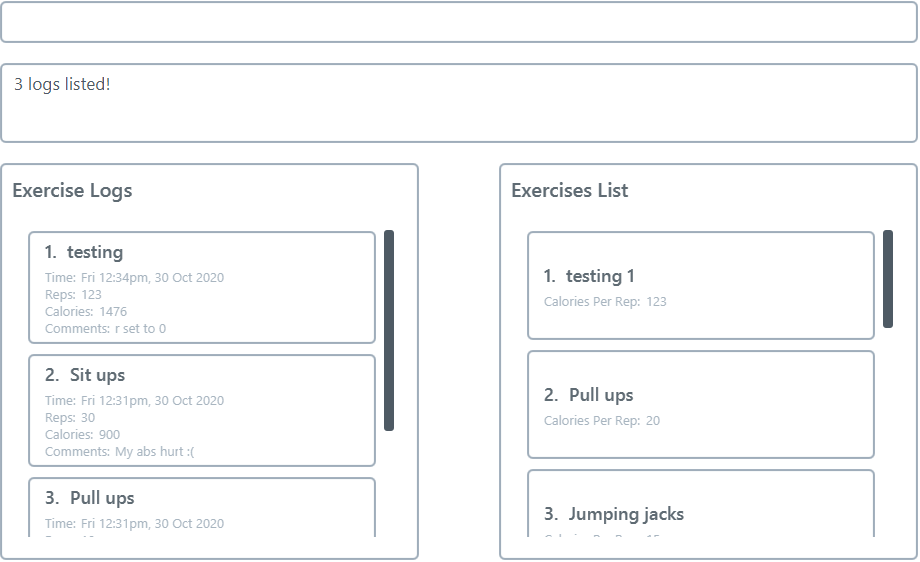 3 logs listed!
Exercise Logs
1. testing
Time: Fri 12:34pm, 30 Oct 2020
Reps: 123
Calories: 1476
Comments: r set to 0
2. Sit ups
Time: Fri 12:31pm, 30 Oct 2020
Reps: 30
Calories: 900
Comments: My abs hurt :(
3. Pull ups
Time: Fri 12:31pm, 30 Oct 2020
Exercises List
1. testing 1
Calories Per Rep: 123
2. Pull ups
Calories Per Rep: 20
3. Jumping jacks